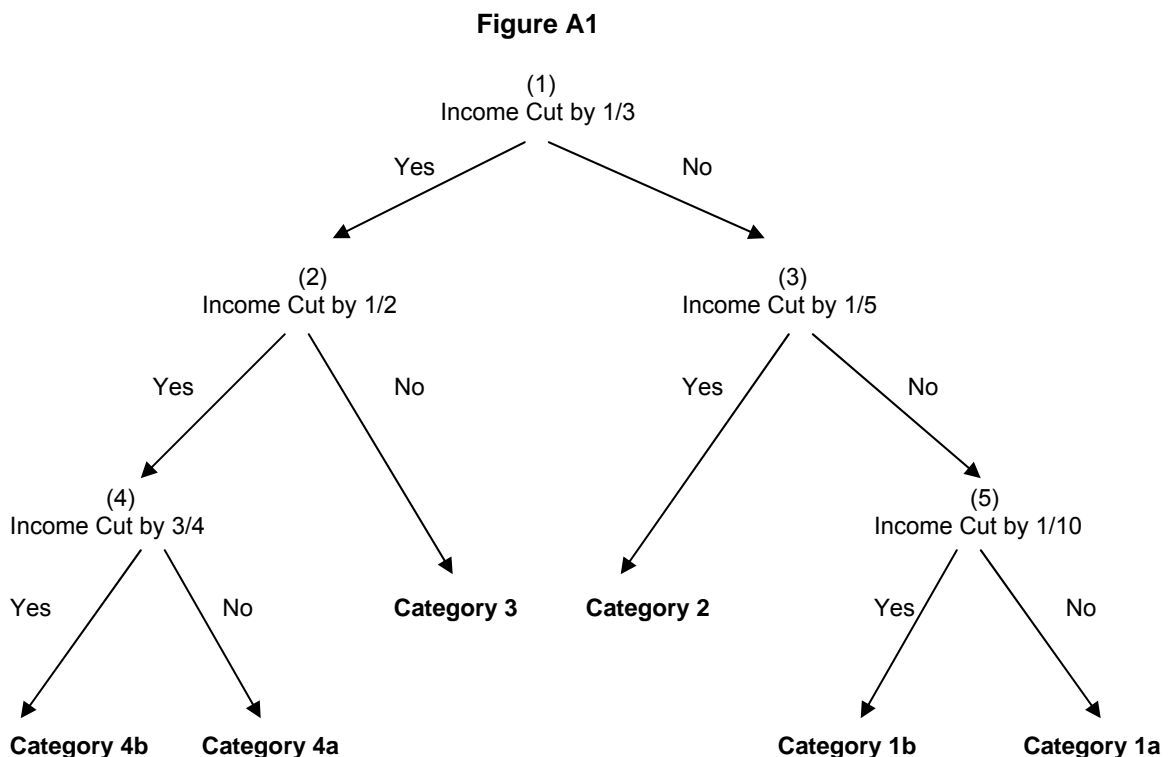 Figure A1
(1)
Income Cut by 1/3
Yes No
(2) (3)
Income Cut by 1/2 Income Cut by 1/5
Yes No Yes No
(4) (5)
Income Cut by 3/4 Income Cut by 1/10
Yes No Category 3 Category 2 Yes No
Category 4b Category 4a Category 1b Category 1a